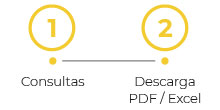 1 2
Consultas Descarga
PDF / Excel